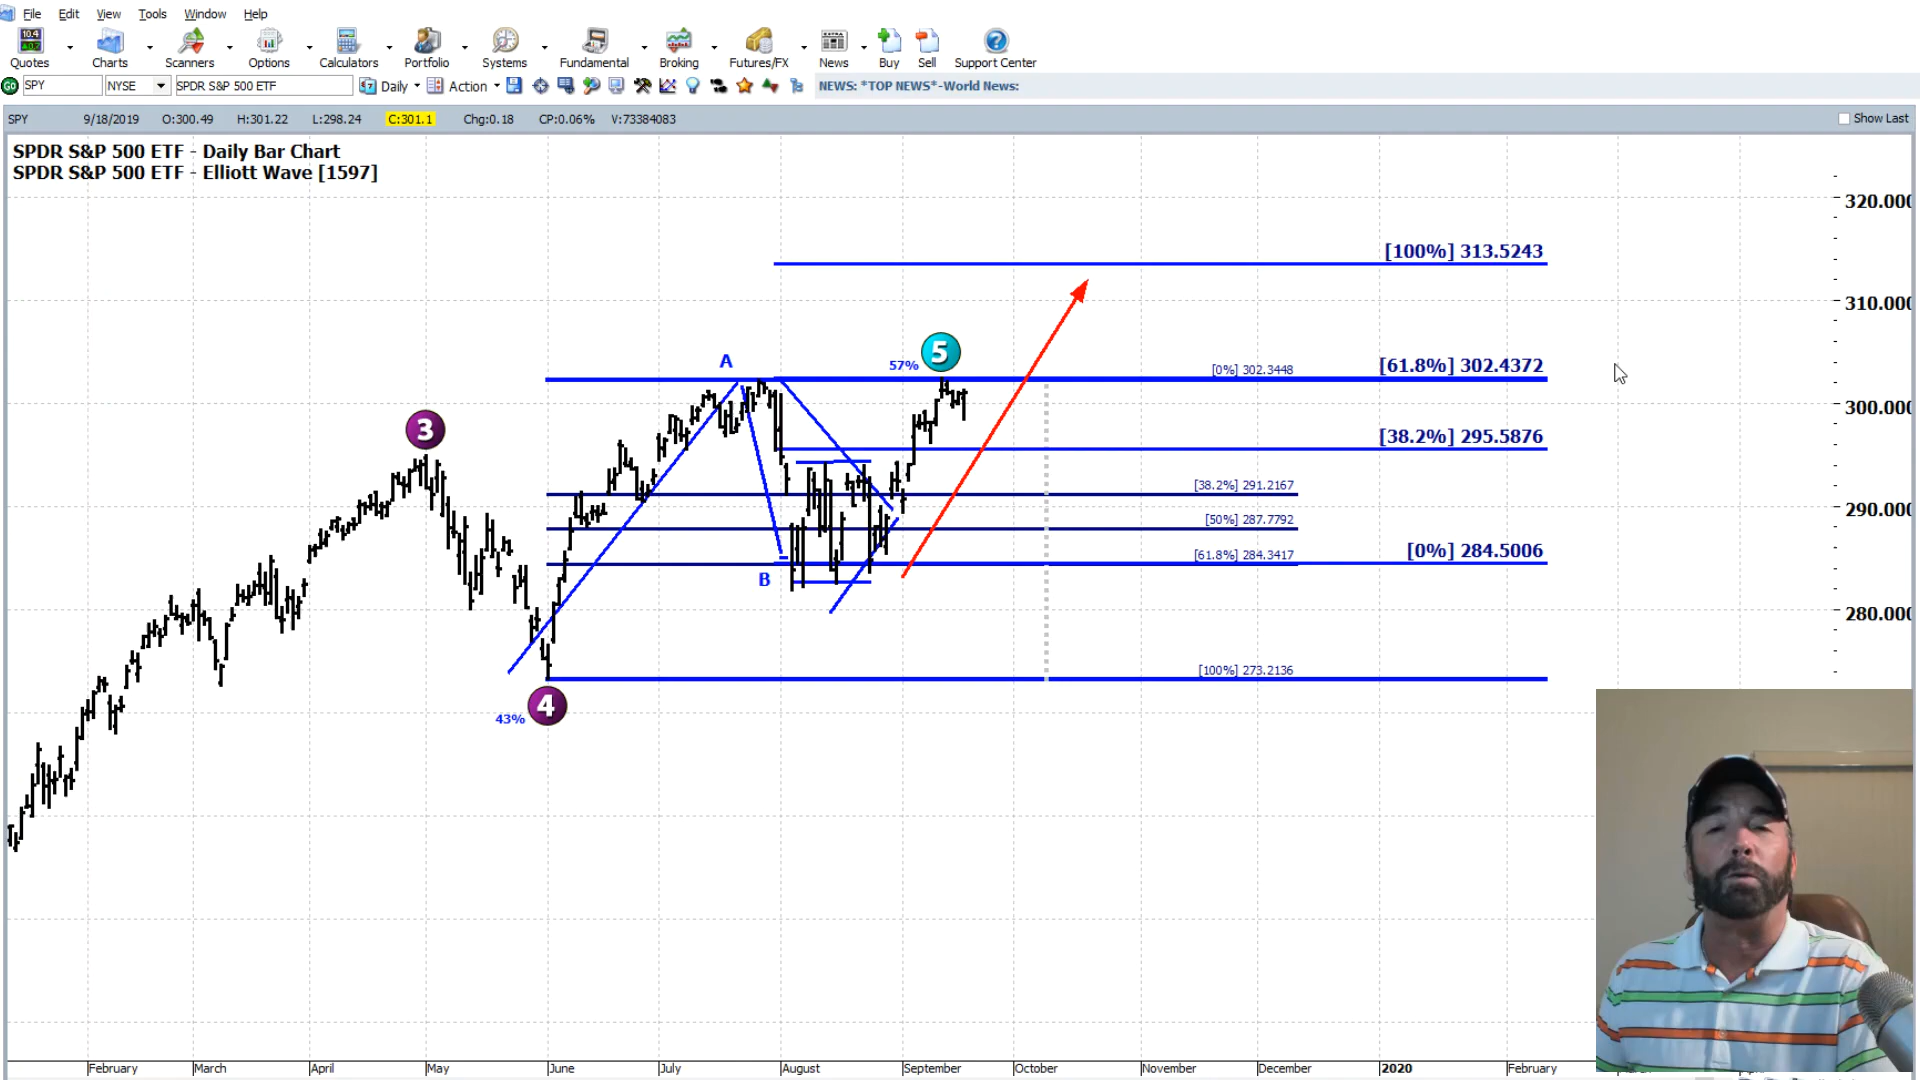 File Edit View Tools Window Help
10.4
Quotes Charts Scanners Options Calculators Portfolio Systems Fundamental Broking Futures/FX News Buy Sell Support Center
GO SPY NYSE SPDR S&P 500 ETF Daily Action NEWS: *TOP NEWS*-World News:
SPY 9/18/2019 O:300.49 H:301.22 L:298.24 C:301.1 Chg:0.18 CP:0.06% V:73384083 Show Last
SPDR S&P 500 ETF - Daily Bar Chart
SPDR S&P 500 ETF - Elliott Wave [1597]
320.000
[100%] 313.5243
310.000
A 57% 5 [0%] 302.3448 [61.8%] 302.4372
300.000
3 [38.2%] 295.5876
[38.2%] 291.2167
290.000
[50%] 287.7792
[61.8%] 284.3417 [0%] 284.5006
B
280.000
[100%] 273.2136
43% 4
February March April May June July August September October November December 2020 February